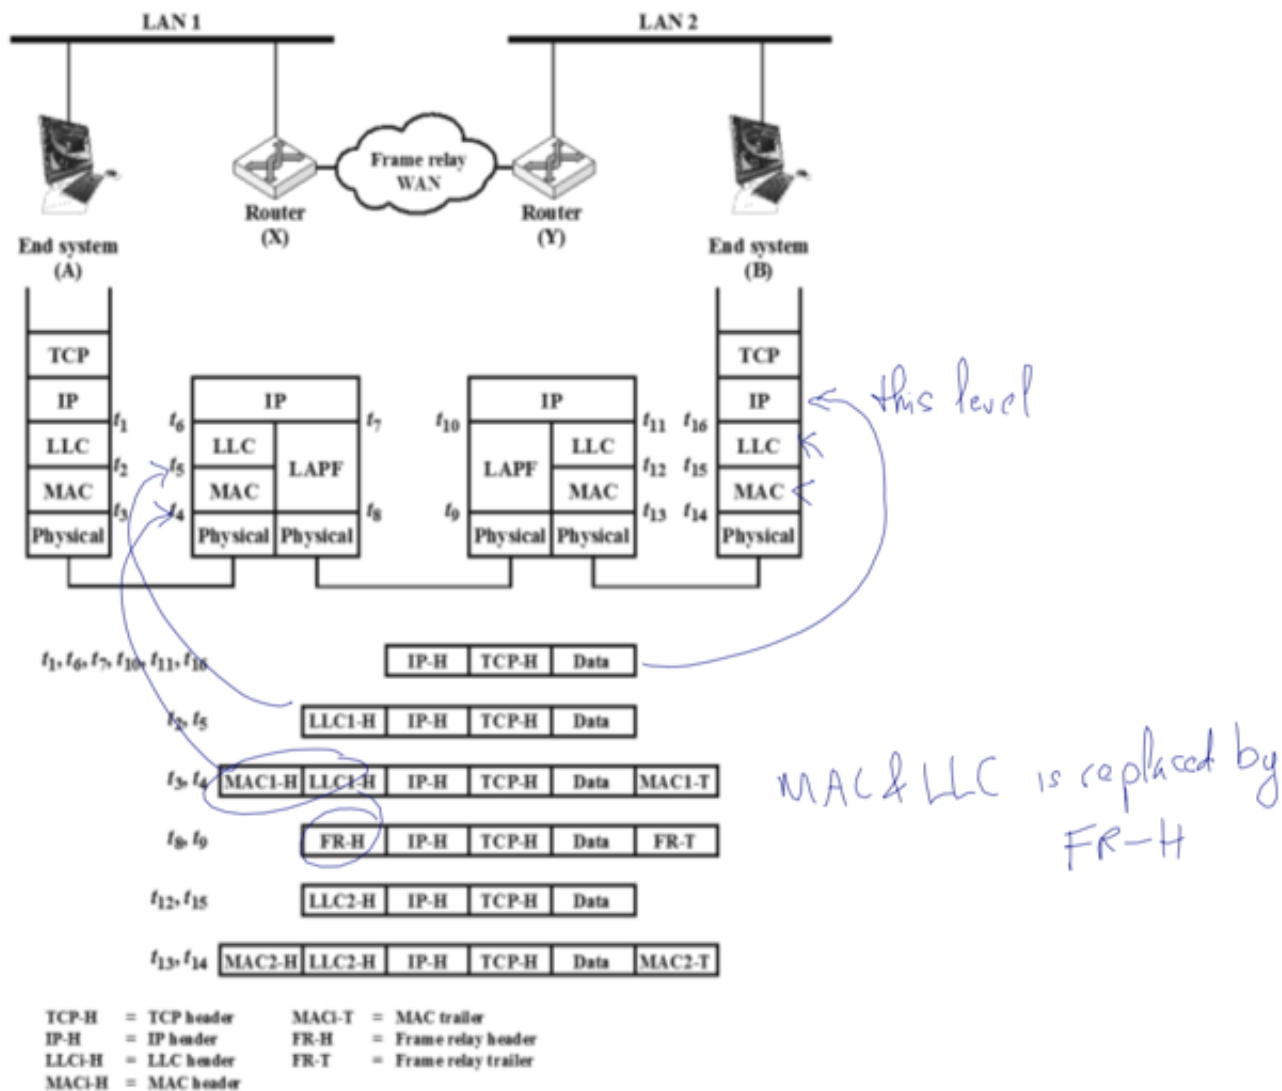 LAN 1
LAN 2
Frame relay
WAN
Router
(X)
Router
(Y)
End system
(A)
End system
(B)
TCP
TCP
IP
IP
IP
IP
this level
t1
t6
t7
t10
t11
t16
LLC
LLC
LAPF
LAPF
LLC
LLC
t2
t5
t12
t15
MAC
MAC
MAC
MAC
t3
t4
t8
t9
t13
t14
Physical
Physical
Physical
Physical
Physical
Physical
t1, t6, t7, t10, t11, t16
IP-H
TCP-H
Data
t2, t5
LLC1-H
IP-H
TCP-H
Data
t3, t4
MAC1-H
LLC1-H
IP-H
TCP-H
Data
MAC1-T
MAC & LLC is replaced by
FR-H
t8, t9
FR-H
IP-H
TCP-H
Data
FR-T
t12, t15
LLC2-H
IP-H
TCP-H
Data
t13, t14
MAC2-H
LLC2-H
IP-H
TCP-H
Data
MAC2-T
TCP-H = TCP header
IP-H = IP header
LLCi-H = LLC header
MACi-H = MAC header
MACi-T = MAC trailer
FR-H = Frame relay header
FR-T = Frame relay trailer